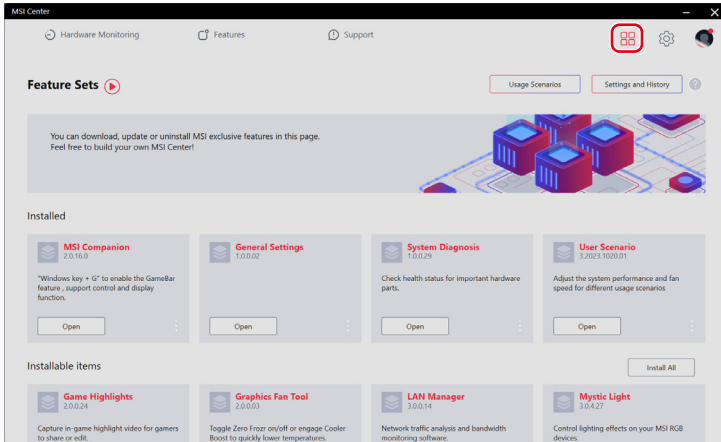 MSI Center
Hardware Monitoring
Features
Support
Feature Sets
Usage Scenarios
Settings and History
?
You can download, update or uninstall MSI exclusive features in this page.
Feel free to build your own MSI Center!
Installed
MSI Companion
2.0.16.0
"Windows key + G" to enable the GameBar
feature , support control and display
function.
Open
General Settings
1.0.0.02
Open
System Diagnosis
1.0.0.29
Check health status for important hardware
parts.
Open
User Scenario
3.2023.1020.01
Adjust the system performance and fan
speed for different usage scenarios
Open
Installable items
Install All
Game Highlights
2.0.0.24
Capture in-game highlight video for gamers
to share or edit.
Graphics Fan Tool
2.0.0.03
Toggle Zero Frozr on/off or engage Cooler
Boost to quickly lower temperatures.
LAN Manager
3.0.0.14
Network traffic analysis and bandwidth
monitoring software.
Mystic Light
3.0.4.27
Control lighting effects on your MSI RGB
devices.